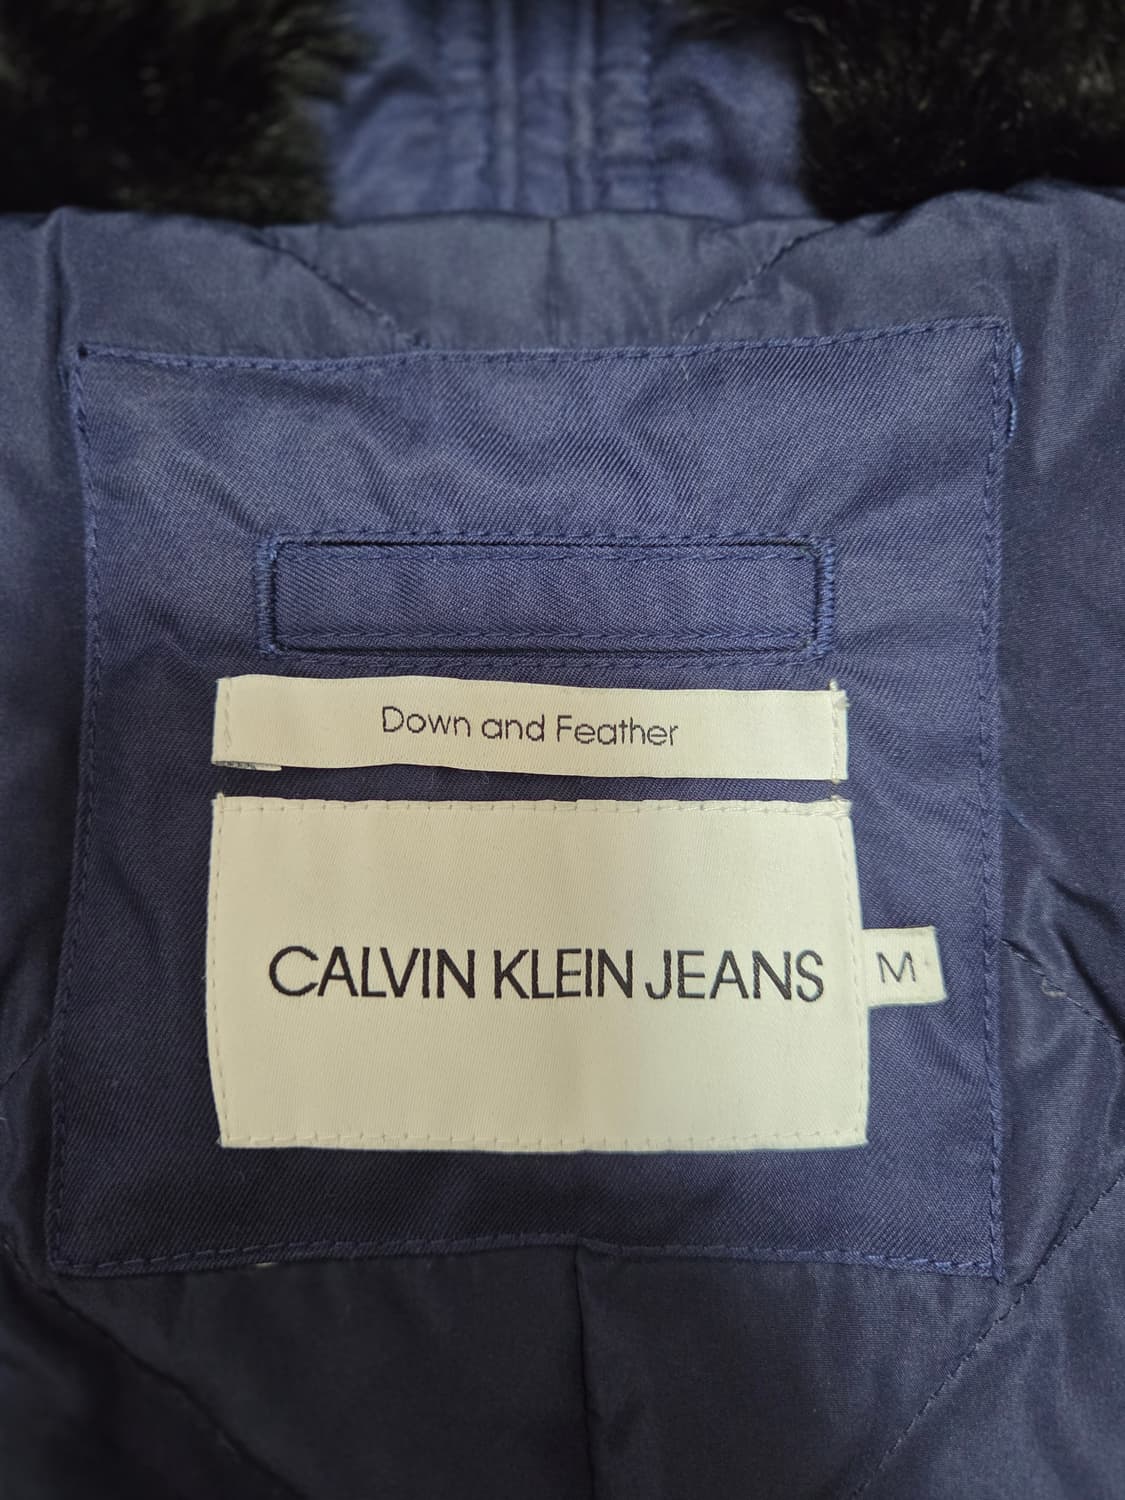 Down and Feather
CALVIN KLEIN JEANS
M